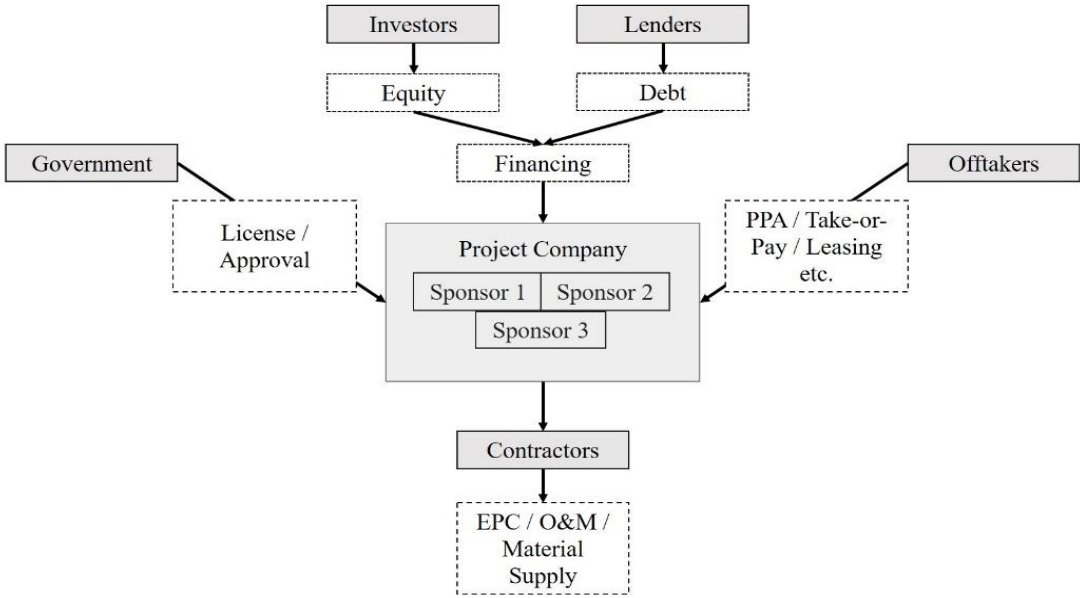 Investors
Lenders
Equity
Debt
Government
Financing
Offtakers
License /
Approval
PPA / Take-or-
Pay / Leasing
etc.
Project Company
Sponsor 1
Sponsor 2
Sponsor 3
Contractors
EPC / O&M /
Material
Supply